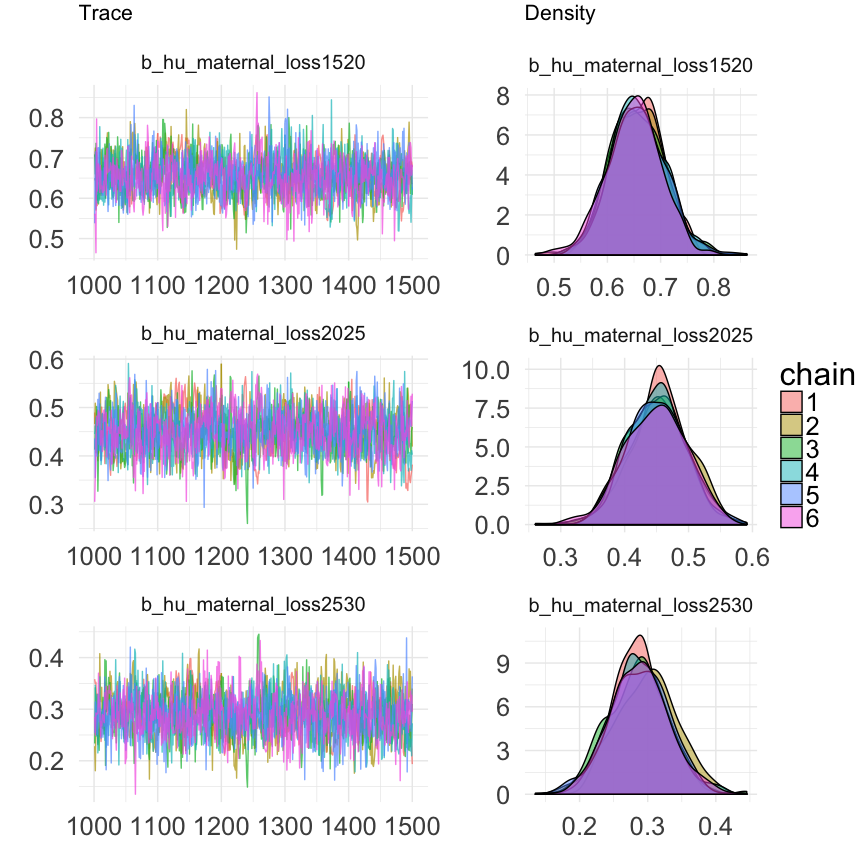 Trace
Density
b_hu_maternal_loss1520
0.8
0.7
0.6
0.5
1000 1100 1200 1300 1400 1500
b_hu_maternal_loss1520
8
6
4
2
0
0.5 0.6 0.7 0.8
b_hu_maternal_loss2025
0.6
0.5
0.4
0.3
1000 1100 1200 1300 1400 1500
b_hu_maternal_loss2025
10.0
7.5
5.0
2.5
0.0
0.3 0.4 0.5 0.6
chain
1
2
3
4
5
6
b_hu_maternal_loss2530
0.4
0.3
0.2
1000 1100 1200 1300 1400 1500
b_hu_maternal_loss2530
9
6
3
0
0.2 0.3 0.4